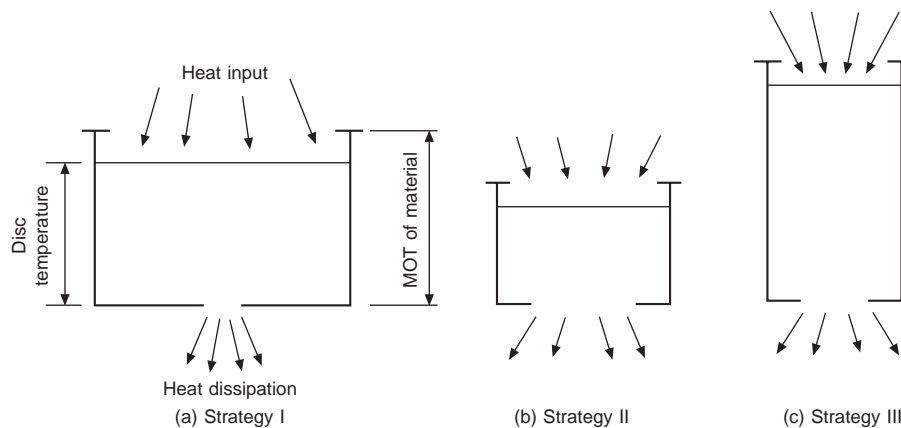 Heat input
Disc
temperature
MOT of material
Heat dissipation
(a) Strategy I
(b) Strategy II
(c) Strategy III